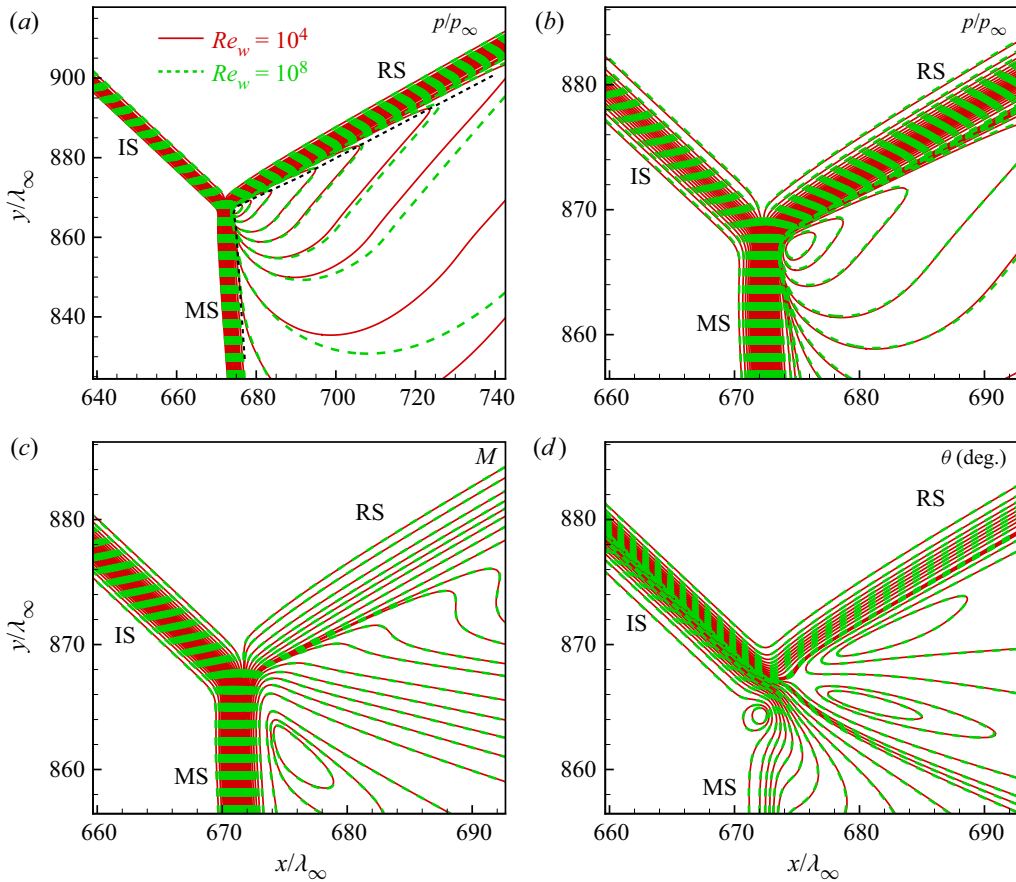 (a)
p/p∞
Re_w = 10^4
Re_w = 10^8
RS
IS
MS
y/λ∞
900
880
860
840
640
660
680
700
720
740
(b)
p/p∞
RS
IS
MS
880
870
860
660
670
680
690
(c)
M
RS
IS
MS
y/λ∞
880
870
860
660
670
680
690
x/λ∞
(d)
θ (deg.)
RS
IS
MS
880
870
860
660
670
680
690
x/λ∞